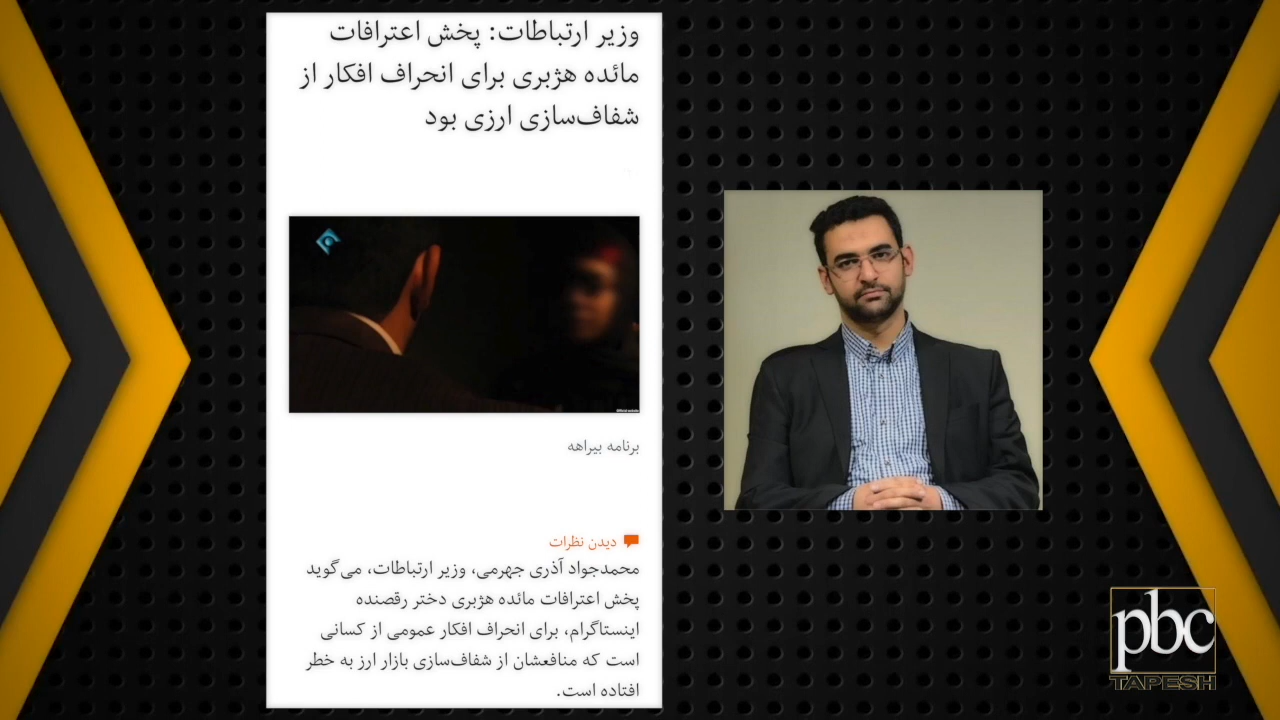 وزیر ارتباطات: پخش اعترافات
مائده هژبری برای انحراف افکار از
شفاف‌سازی ارزی بود
برنامه بیراهه
دیدن نظرات
محمدجواد آذری جهرمی، وزیر ارتباطات، می‌گوید
پخش اعترافات مائده هژبری دختر رقصنده
اینستاگرام، برای انحراف افکار عمومی از کسانی
است که منافعشان از شفاف‌سازی بازار ارز به خطر
افتاده است.
pbc
TAPESH